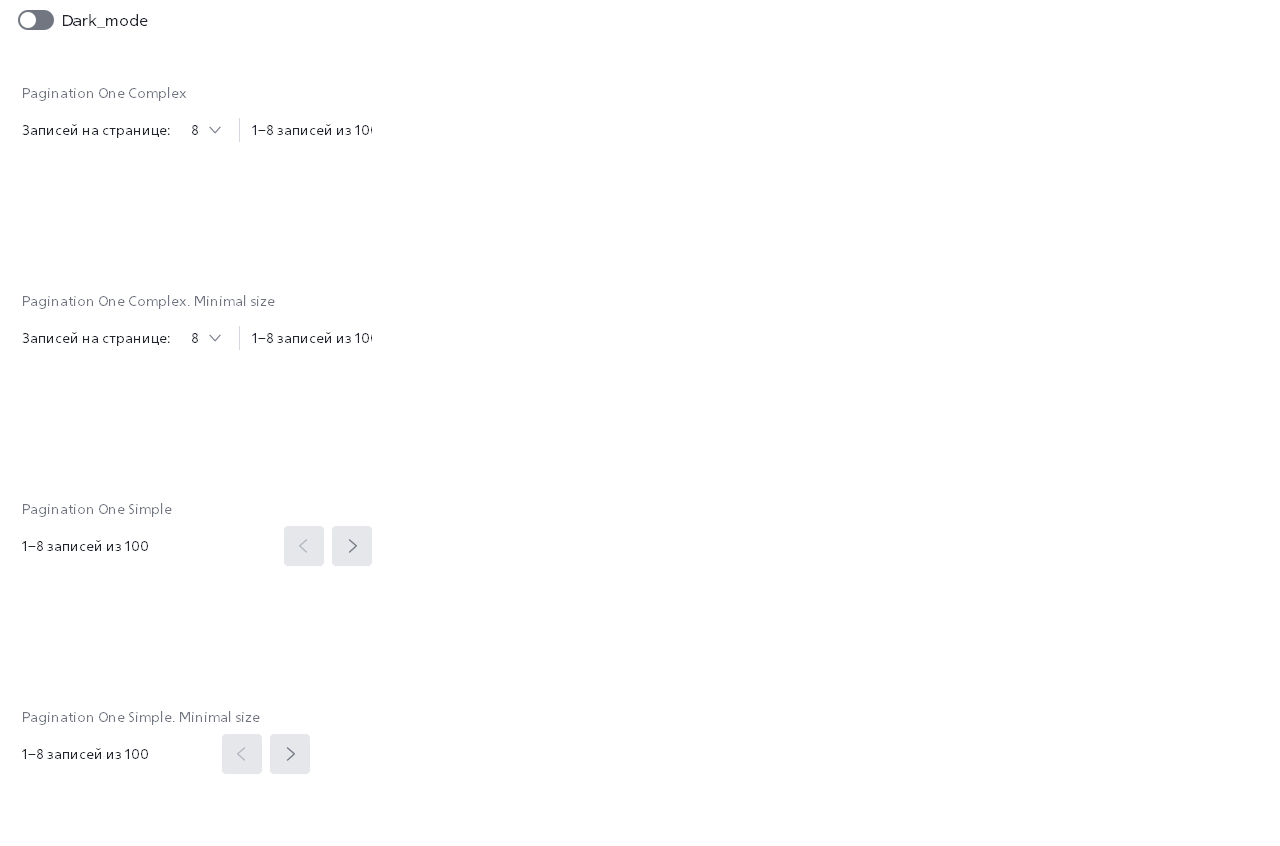 Dark_mode
Pagination One Complex
Записей на странице: 8 1–8 записей из 10
Pagination One Complex. Minimal size
Записей на странице: 8 1–8 записей из 10
Pagination One Simple
1–8 записей из 100
Pagination One Simple. Minimal size
1–8 записей из 100